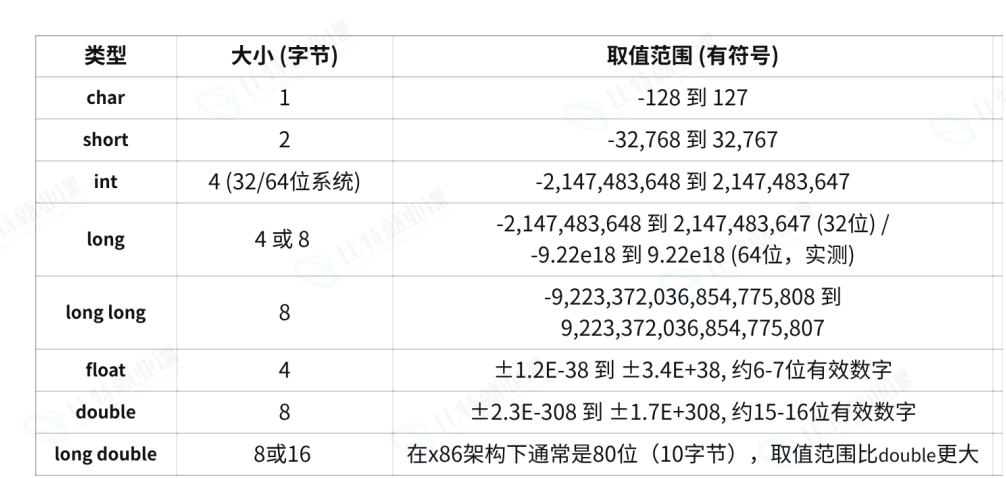 类型 大小 (字节) 取值范围 (有符号)
char 1 -128 到 127
short 2 -32,768 到 32,767
int 4 (32/64位系统) -2,147,483,648 到 2,147,483,647
long 4 或 8 -2,147,483,648 到 2,147,483,647 (32位) /
-9.22e18 到 9.22e18 (64位，实测)
long long 8 -9,223,372,036,854,775,808 到
9,223,372,036,854,775,807
float 4 ±1.2E-38 到 ±3.4E+38, 约6-7位有效数字
double 8 ±2.3E-308 到 ±1.7E+308, 约15-16位有效数字
long double 8或16 在x86架构下通常是80位（10字节），取值范围比double更大